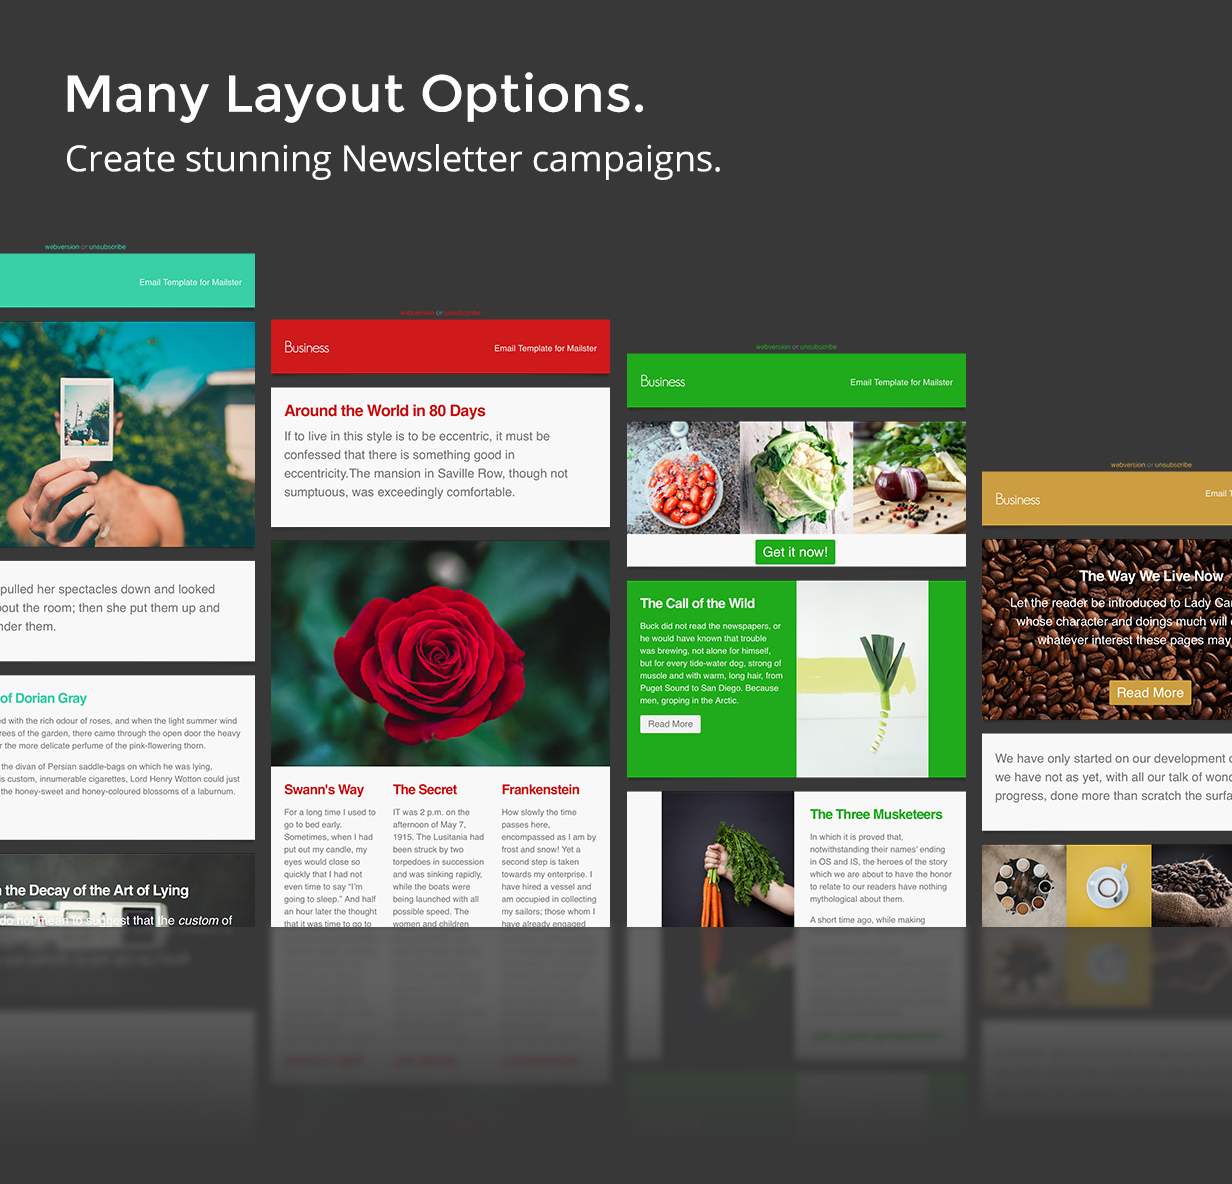 Many Layout Options.
Create stunning Newsletter campaigns.
webversion or unsubscribe
Email Template for Mailster
pulled her spectacles down and looked
out the room; then she put them up and
nder them.
of Dorian Gray
ed with the rich odour of roses, and when the light summer wind
rees of the garden, there came through the open door the heavy
r the more delicate perfume of the pink-flowering thorn.
the divan of Persian saddle-bags on which he was lying,
is custom, innumerable cigarettes, Lord Henry Wotton could just
the honey-sweet and honey-coloured blossoms of a laburnum.
the Decay of the Art of Lying
do not mean to suggest that the custom of
webversion or unsubscribe
Business
Email Template for Mailster
Around the World in 80 Days
If to live in this style is to be eccentric, it must be
confessed that there is something good in
eccentricity.The mansion in Saville Row, though not
sumptuous, was exceedingly comfortable.
Swann's Way
For a long time I used to
go to bed early.
Sometimes, when I had
put out my candle, my
eyes would close so
quickly that I had not
even time to say “I’m
going to sleep.” And half
an hour later the thought
that it was time to go to
The Secret
IT was 2 p.m. on the
afternoon of May 7,
1915. The Lusitania had
been struck by two
torpedoes in succession
and was sinking rapidly,
while the boats were
being launched with all
possible speed. The
women and children
Frankenstein
How slowly the time
passes here,
encompassed as I am by
frost and snow! Yet a
second step is taken
towards my enterprise. I
have hired a vessel and
am occupied in collecting
my sailors; those whom I
have already engaged
webversion or unsubscribe
Business
Email Template for Mailster
Get it now!
The Call of the Wild
Buck did not read the newspapers, or
he would have known that trouble
was brewing, not alone for himself,
but for every tide-water dog, strong of
muscle and with warm, long hair, from
Puget Sound to San Diego. Because
men, groping in the Arctic.
Read More
The Three Musketeers
In which it is proved that,
notwithstanding their names’ ending
in OS and IS, the heroes of the story
which we are about to have the honor
to relate to our readers have nothing
mythological about them.
A short time ago, while making
webversion or unsubscribe
Business
Email T
The Way We Live Now
Let the reader be introduced to Lady Car
whose character and doings much will
whatever interest these pages may
Read More
We have only started on our development
we have not as yet, with all our talk of wond
progress, done more than scratch the surfa